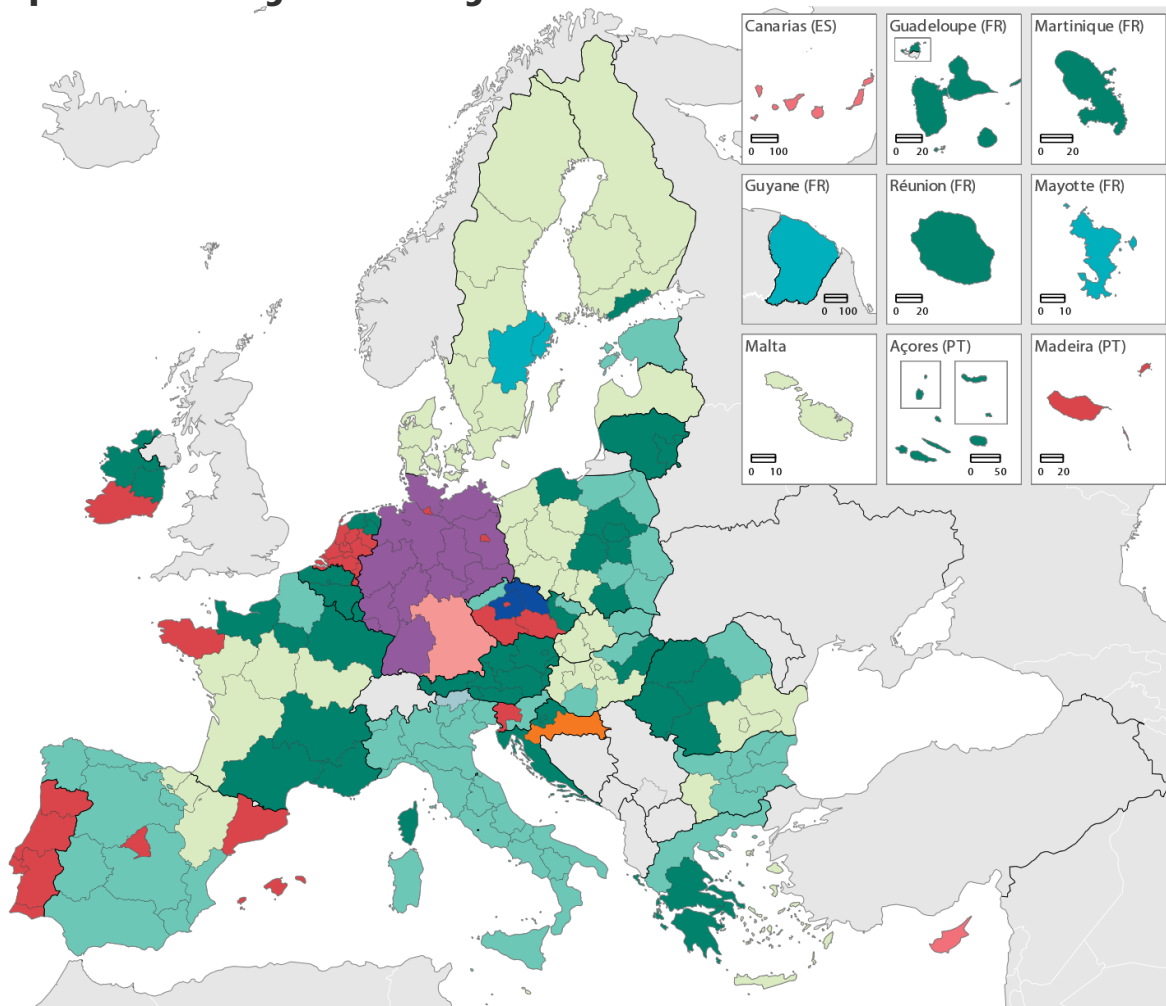 Canarias (ES)
0 100
Guadeloupe (FR)
0 20
Martinique (FR)
0 20
Guyane (FR)
0 100
Réunion (FR)
0 20
Mayotte (FR)
0 10
Malta
0 10
Açores (PT)
0 50
Madeira (PT)
0 20